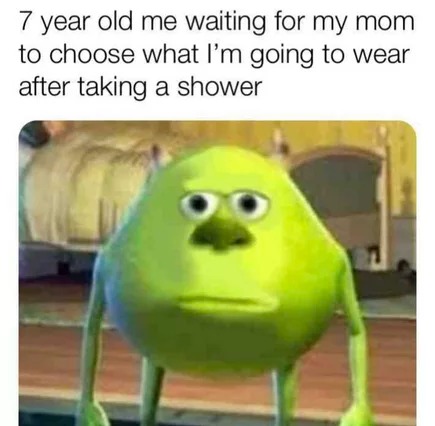 7 year old me waiting for my mom
to choose what I'm going to wear
after taking a shower